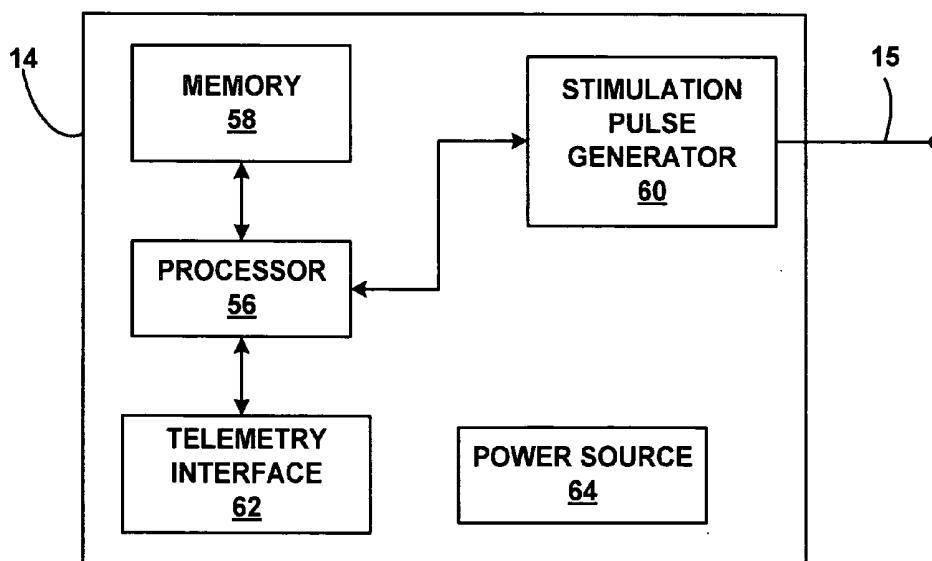 14
MEMORY
58
STIMULATION
PULSE
GENERATOR
60
15
PROCESSOR
56
TELEMETRY
INTERFACE
62
POWER SOURCE
64